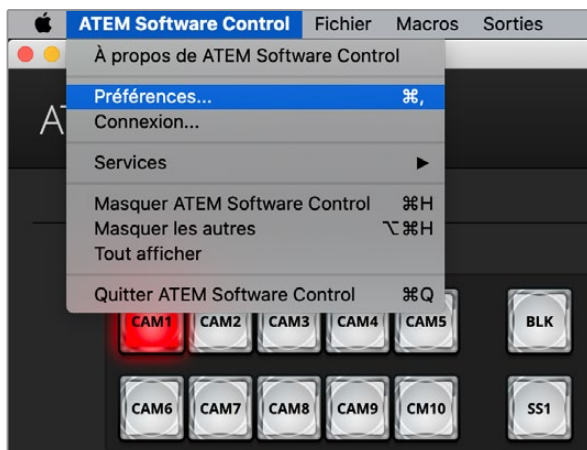 ATEM Software Control Fichier Macros Sorties
À propos de ATEM Software Control
AT
Préférences... ⌘,
Connexion...
Services ▶
Masquer ATEM Software Control ⌘H
Masquer les autres ⌥⌘H
Tout afficher
Quitter ATEM Software Control ⌘Q
CAM1 CAM2 CAM3 CAM4 CAM5 BLK
CAM6 CAM7 CAM8 CAM9 CM10 SS1